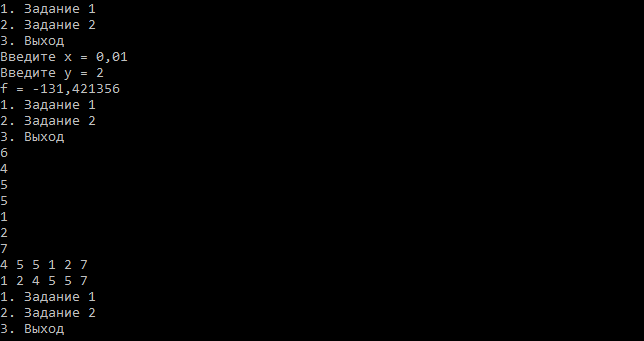 1. Задание 1
2. Задание 2
3. Выход
Введите x = 0,01
Введите y = 2
f = -131,421356
1. Задание 1
2. Задание 2
3. Выход
6
4
5
5
1
2
7
4 5 5 1 2 7
1 2 4 5 5 7
1. Задание 1
2. Задание 2
3. Выход